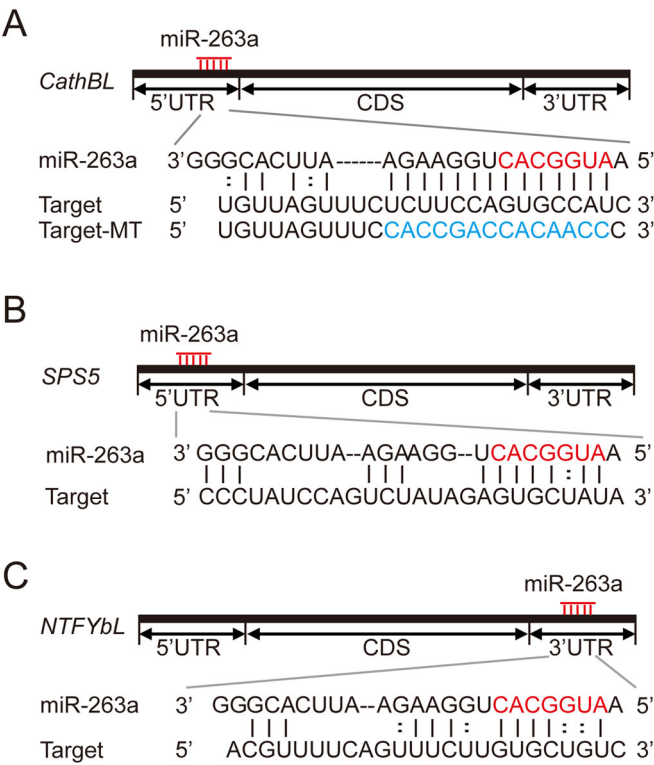 A
miR-263a
CathBL
5'UTR CDS 3'UTR
miR-263a 3'GGGCACUUA------AGAAGGUCACGGUAA 5'
Target 5' UGUUAGUUUCUCUUCCAGUGCCAUC 3'
Target-MT 5' UGUUAGUUUCCACCGACCACAACCC 3'
B
miR-263a
SPS5
5'UTR CDS 3'UTR
miR-263a 3' GGGCACUUA--AGAAGG--UCACGGUAA 5'
Target 5' CCCUAUCCAGUCUAUAGAGUGCUAUA 3'
C
miR-263a
NTFYbL
5'UTR CDS 3'UTR
miR-263a 3' GGGCACUUA--AGAAGGUCACGGUAA 5'
Target 5' ACGUUUUCAGUUUCUUGUGCUGUC 3'